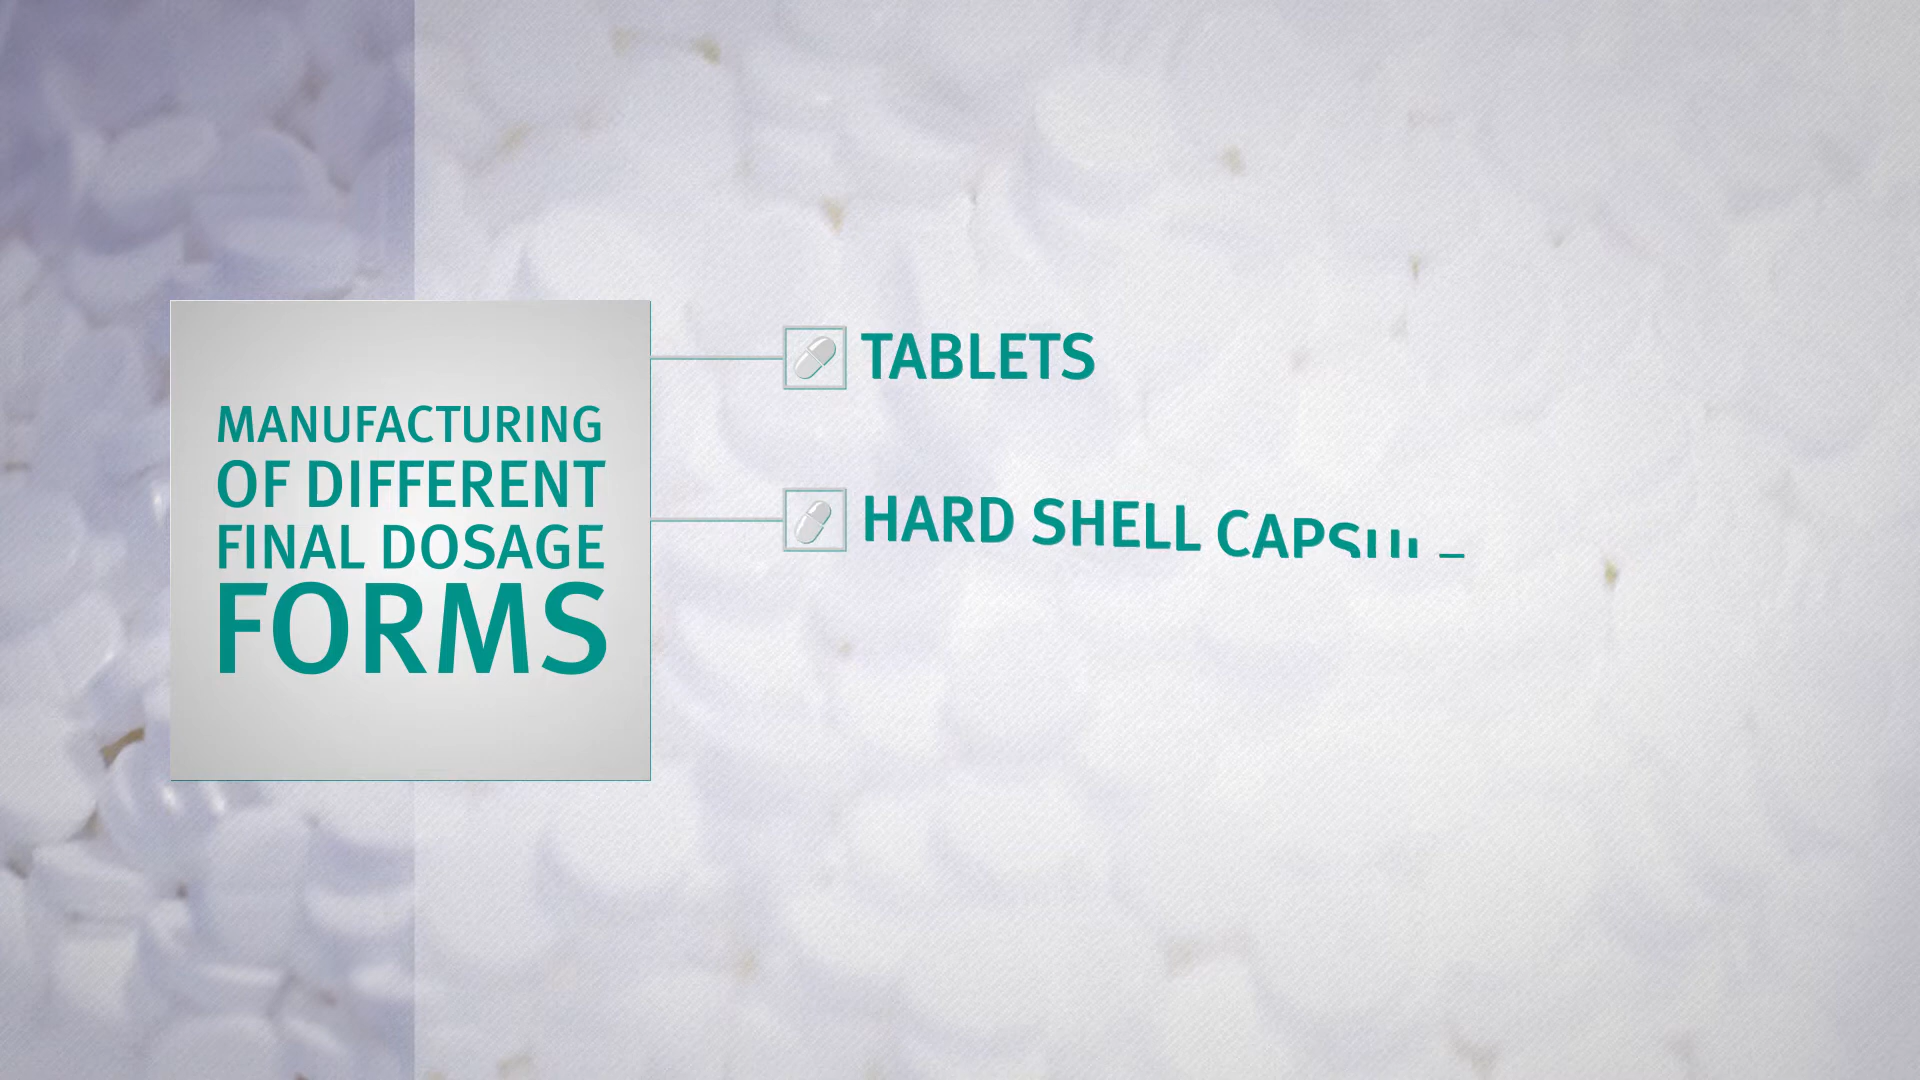 MANUFACTURING
OF DIFFERENT
FINAL DOSAGE
FORMS
TABLETS
HARD SHELL